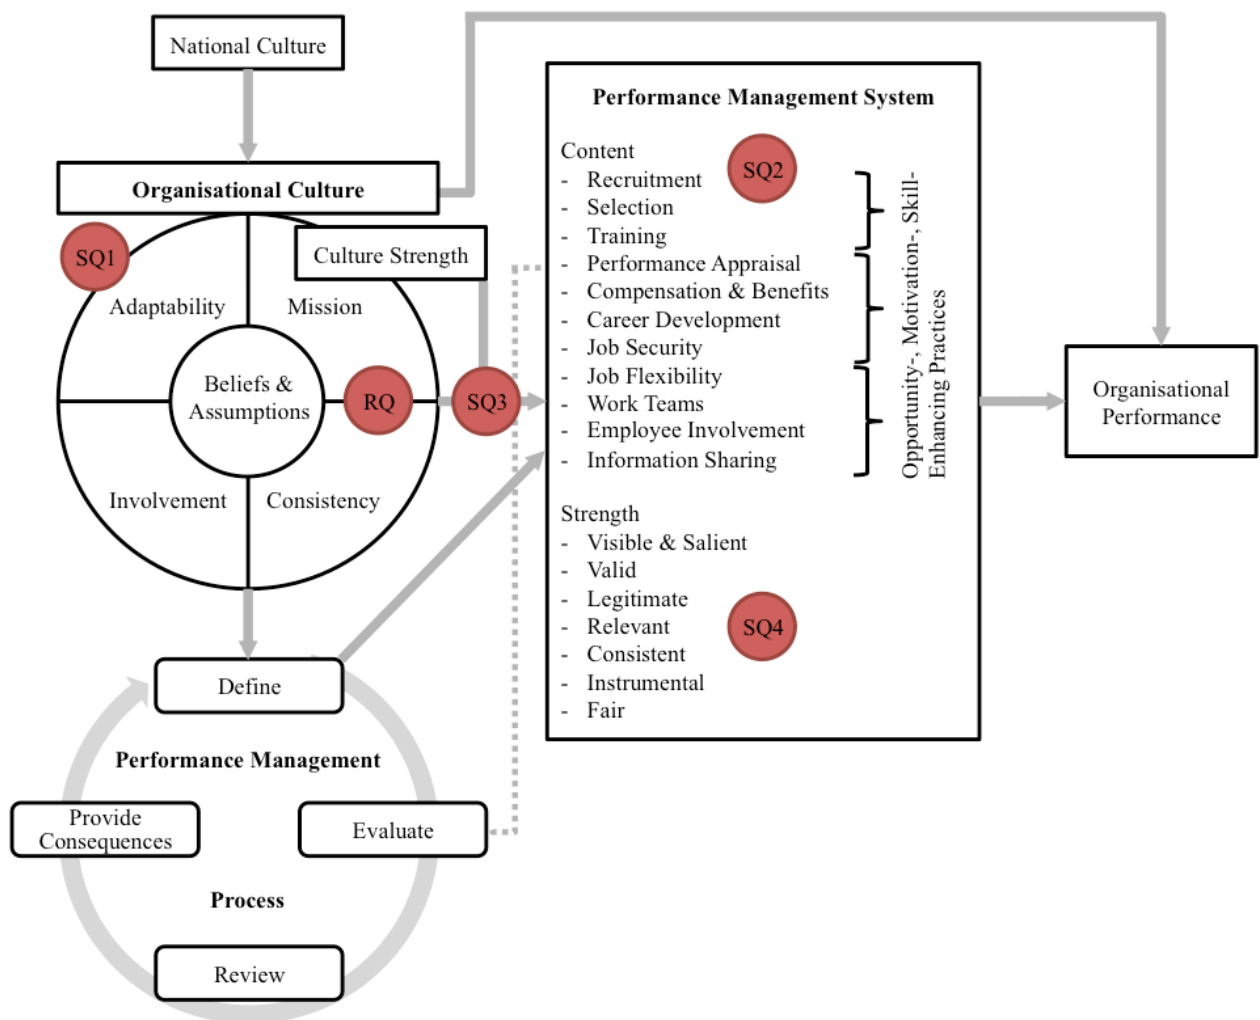 National Culture
Organisational Culture
SQ1
Culture Strength
Adaptability
Mission
Beliefs &
Assumptions
RQ
SQ3
Involvement
Consistency
Define
Performance Management
Provide
Consequences
Evaluate
Process
Review
Performance Management System
Content
SQ2
- Recruitment
- Selection
- Training
- Performance Appraisal
- Compensation & Benefits
- Career Development
- Job Security
- Job Flexibility
- Work Teams
- Employee Involvement
- Information Sharing
Opportunity-, Motivation-, Skill-
Enhancing Practices
Strength
- Visible & Salient
- Valid
- Legitimate
- Relevant
- Consistent
- Instrumental
- Fair
SQ4
Organisational
Performance